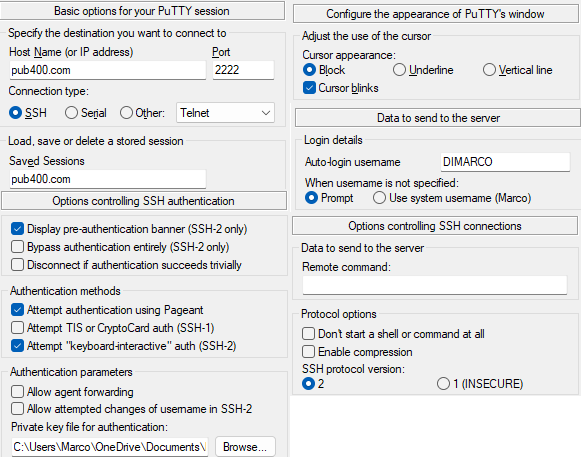 Basic options for your PuTTY session
Specify the destination you want to connect to
Host Name (or IP address) Port
pub400.com 2222
Connection type:
SSH Serial Other: Telnet
Load, save or delete a stored session
Saved Sessions
pub400.com
Options controlling SSH authentication
Display pre-authentication banner (SSH-2 only)
Bypass authentication entirely (SSH-2 only)
Disconnect if authentication succeeds trivially
Authentication methods
Attempt authentication using Pageant
Attempt TIS or CryptoCard auth (SSH-1)
Attempt "keyboard-interactive" auth (SSH-2)
Authentication parameters
Allow agent forwarding
Allow attempted changes of username in SSH-2
Private key file for authentication:
C:\Users\Marco\OneDrive\Documents\ Browse...
Configure the appearance of PuTTY's window
Adjust the use of the cursor
Cursor appearance:
Block Underline Vertical line
Cursor blinks
Data to send to the server
Login details
Auto-login username DIMARCO
When username is not specified:
Prompt Use system username (Marco)
Options controlling SSH connections
Data to send to the server
Remote command:
Protocol options
Don't start a shell or command at all
Enable compression
SSH protocol version:
2 1 (INSECURE)